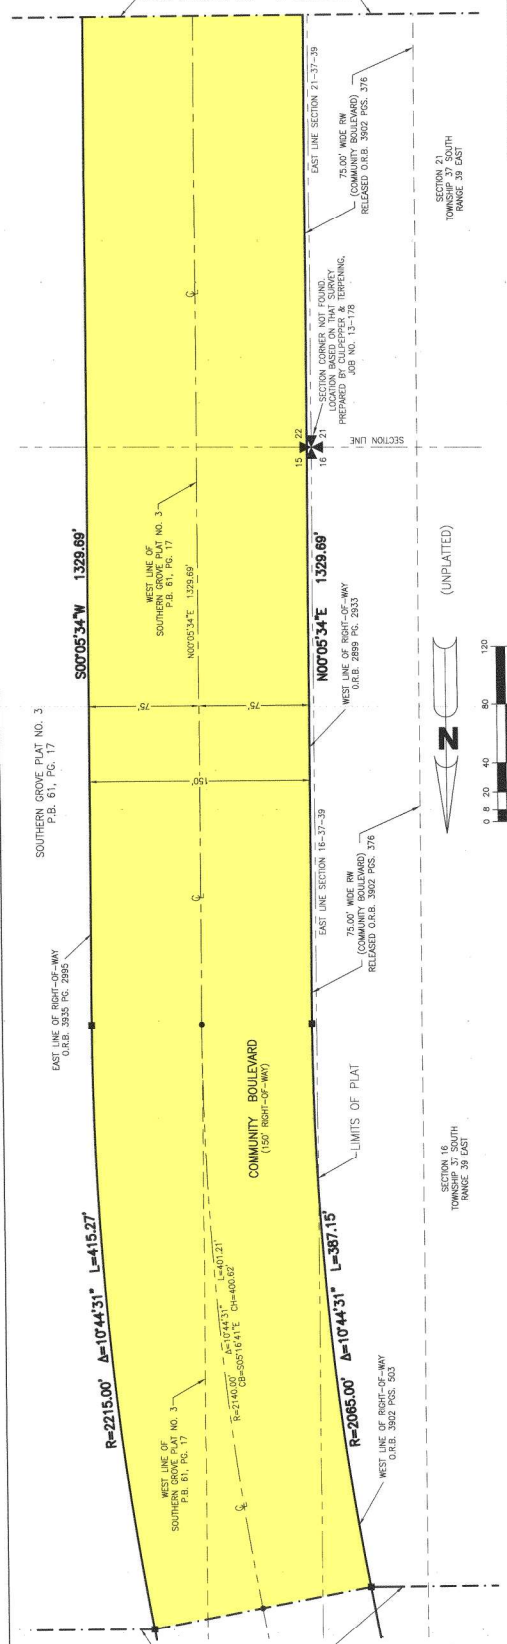 EAST LINE SECTION 21-37-39
75.00' WIDE RW
(COMMUNITY BOULEVARD)
RELEASED O.R.B. 3902 PGS. 376
SECTION 21
TOWNSHIP 37 SOUTH
RANGE 39 EAST
℄
SECTION CORNER NOT FOUND.
LOCATION BASED ON THAT SURVEY
PREPARED BY CULPEPPER & TERPENING,
JOB NO. 13-178
15 22
16 21
SECTION LINE
WEST LINE OF
SOUTHERN GROVE PLAT NO. 3
P.B. 61, PG. 17
S00°05'34"W 1329.69'
N00°05'34"E 1329.69'
N00°05'34"E 1329.69'
WEST LINE OF RIGHT-OF-WAY
O.R.B. 2899 PG. 2933
(UNPLATTED)
SOUTHERN GROVE PLAT NO. 3
P.B. 61, PG. 17
75'
75'
150'
N
0 8 20 40 80 120
EAST LINE SECTION 16-37-39
75.00' WIDE RW
(COMMUNITY BOULEVARD)
RELEASED O.R.B. 3902 PGS. 376
℄
EAST LINE OF RIGHT-OF-WAY
O.R.B. 3935 PG. 2995
COMMUNITY BOULEVARD
(150' RIGHT-OF-WAY)
LIMITS OF PLAT
SECTION 16
TOWNSHIP 37 SOUTH
RANGE 39 EAST
R=2215.00' Δ=10°44'31" L=415.27'
R=2140.00' Δ=10°44'31" L=401.21'
CB=S05°16'41"E CH=400.62'
R=2065.00' Δ=10°44'31" L=387.15'
WEST LINE OF
SOUTHERN GROVE PLAT NO. 3
P.B. 61, PG. 17
WEST LINE OF RIGHT-OF-WAY
O.R.B. 3902 PGS. 503
℄